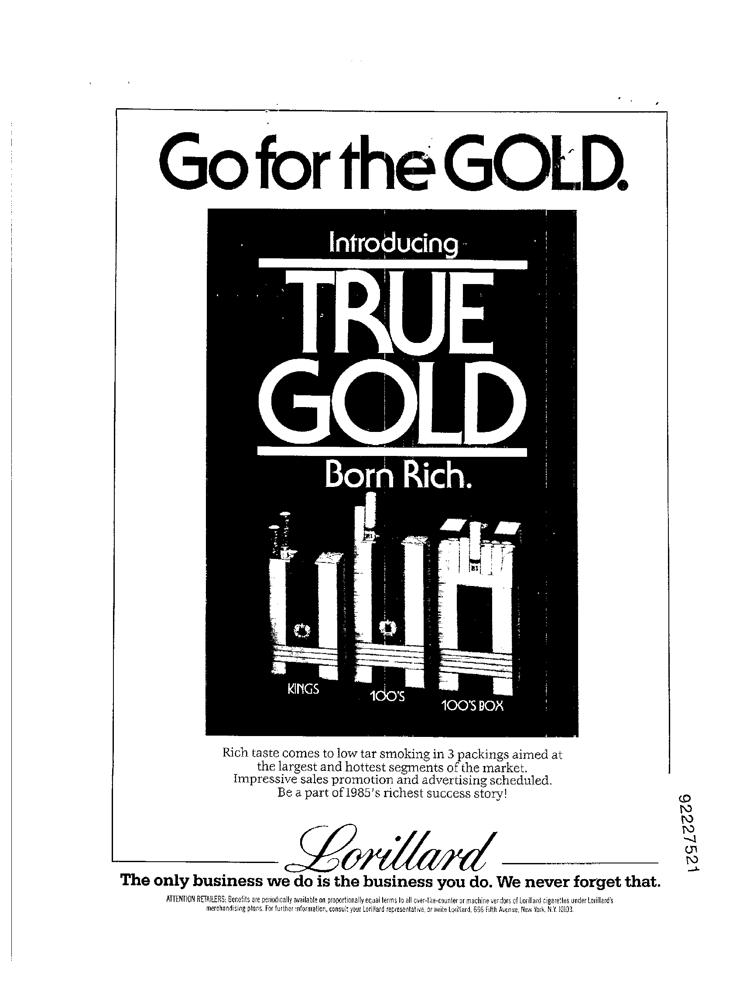 Go for the GOLD.
Introducing
TRUE
GOLD
Born Rich.
KINGS
100'S
100'S BOX
Rich taste comes to low tar smoking in 3 packings aimed at
the largest and hottest segments of the market.
Impressive sales promotion and advertising scheduled.
Be a part of 1985's richest success story!
92227521
Lorillard
The only business we do is the business you do. We never forget that.
ATTENTION RETAILERS: Benefits are periodically available on proportionally equal terms to all over-the-counter or machine vendors of Lorillard cigarettes under Lorillard's
merchandising plans. For further information, consult your Lorillard representative, or write Lorillard, 666 Fifth Avenue, New York, N.Y. 10103.